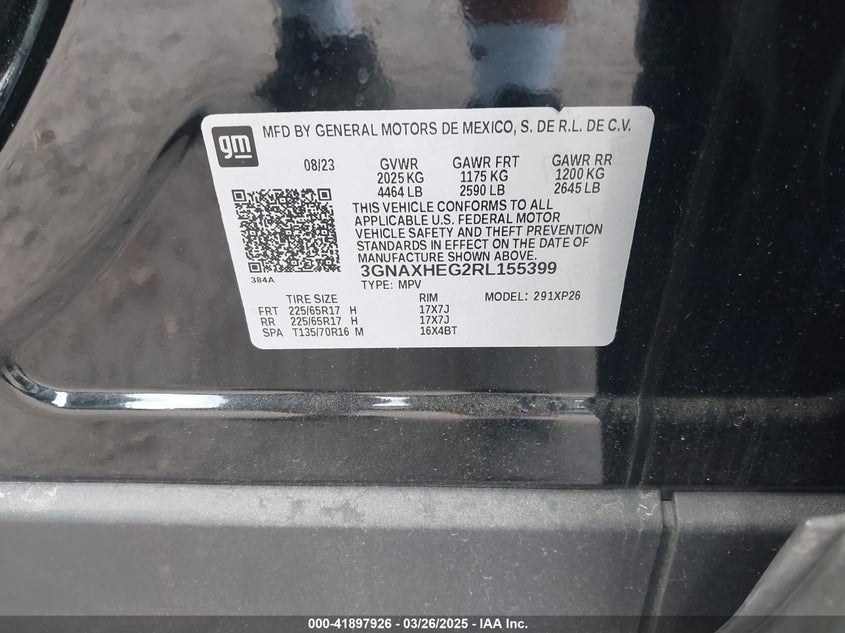 gm MFD BY GENERAL MOTORS DE MEXICO, S. DE R.L. DE C.V.
08/23 GVWR GAWR FRT GAWR RR
2025 KG 1175 KG 1200 KG
4464 LB 2590 LB 2645 LB
THIS VEHICLE CONFORMS TO ALL
APPLICABLE U.S. FEDERAL MOTOR
VEHICLE SAFETY AND THEFT PREVENTION
STANDARDS IN EFFECT ON THE DATE OF
MANUFACTURE SHOWN ABOVE.
3GNAXHEG2RL155399
384A
TYPE: MPV MODEL: 291XP26
TIRE SIZE RIM
FRT 225/65R17 H 17X7J
RR 225/65R17 H 17X7J
SPA T135/70R16 M 16X4BT
000-41897926 / 03/26/2025 - IAA Inc.